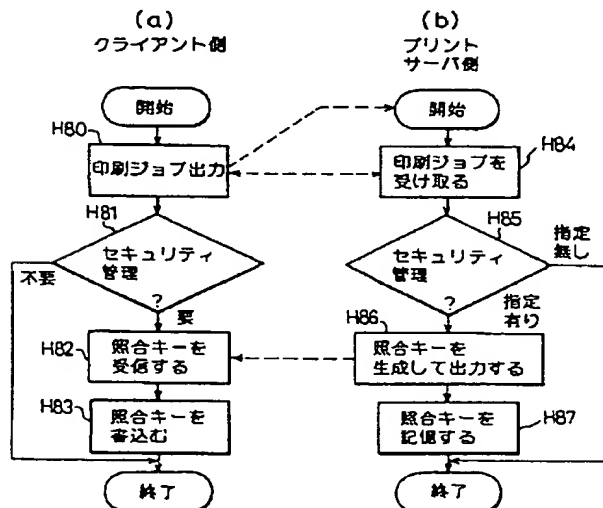 (a)
クライアント側
開始
H80
印刷ジョブ出力
H81
セキュリティ
管理
?
不要
要
H82
照合キーを
受信する
H83
照合キーを
書込む
終了
(b)
プリント
サーバ側
開始
H84
印刷ジョブを
受け取る
H85
セキュリティ
管理
?
指定
無し
指定
有り
H86
照合キーを
生成して出力する
H87
照合キーを
記憶する
終了